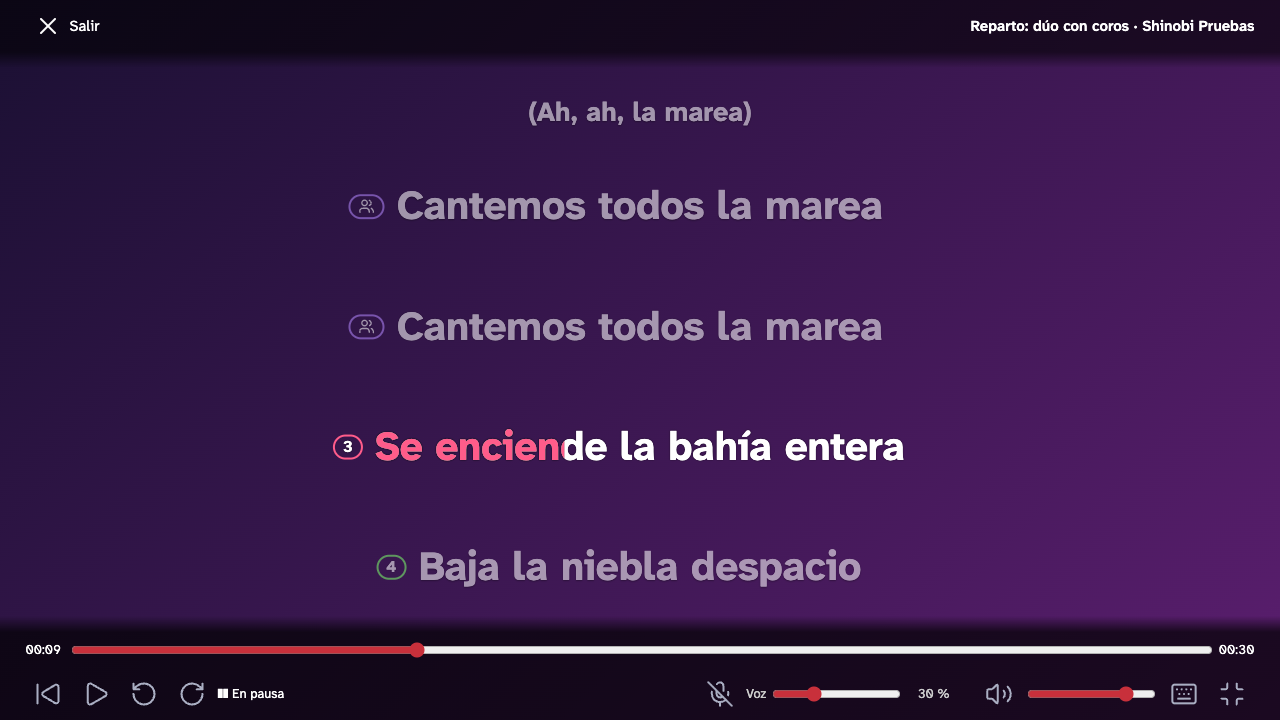 Salir
Reparto: dúo con coros · Shinobi Pruebas
(Ah, ah, la marea)
Cantemos todos la marea
Cantemos todos la marea
3 Se enciende la bahía entera
4 Baja la niebla despacio
00:09
00:30
En pausa
Voz
30 %